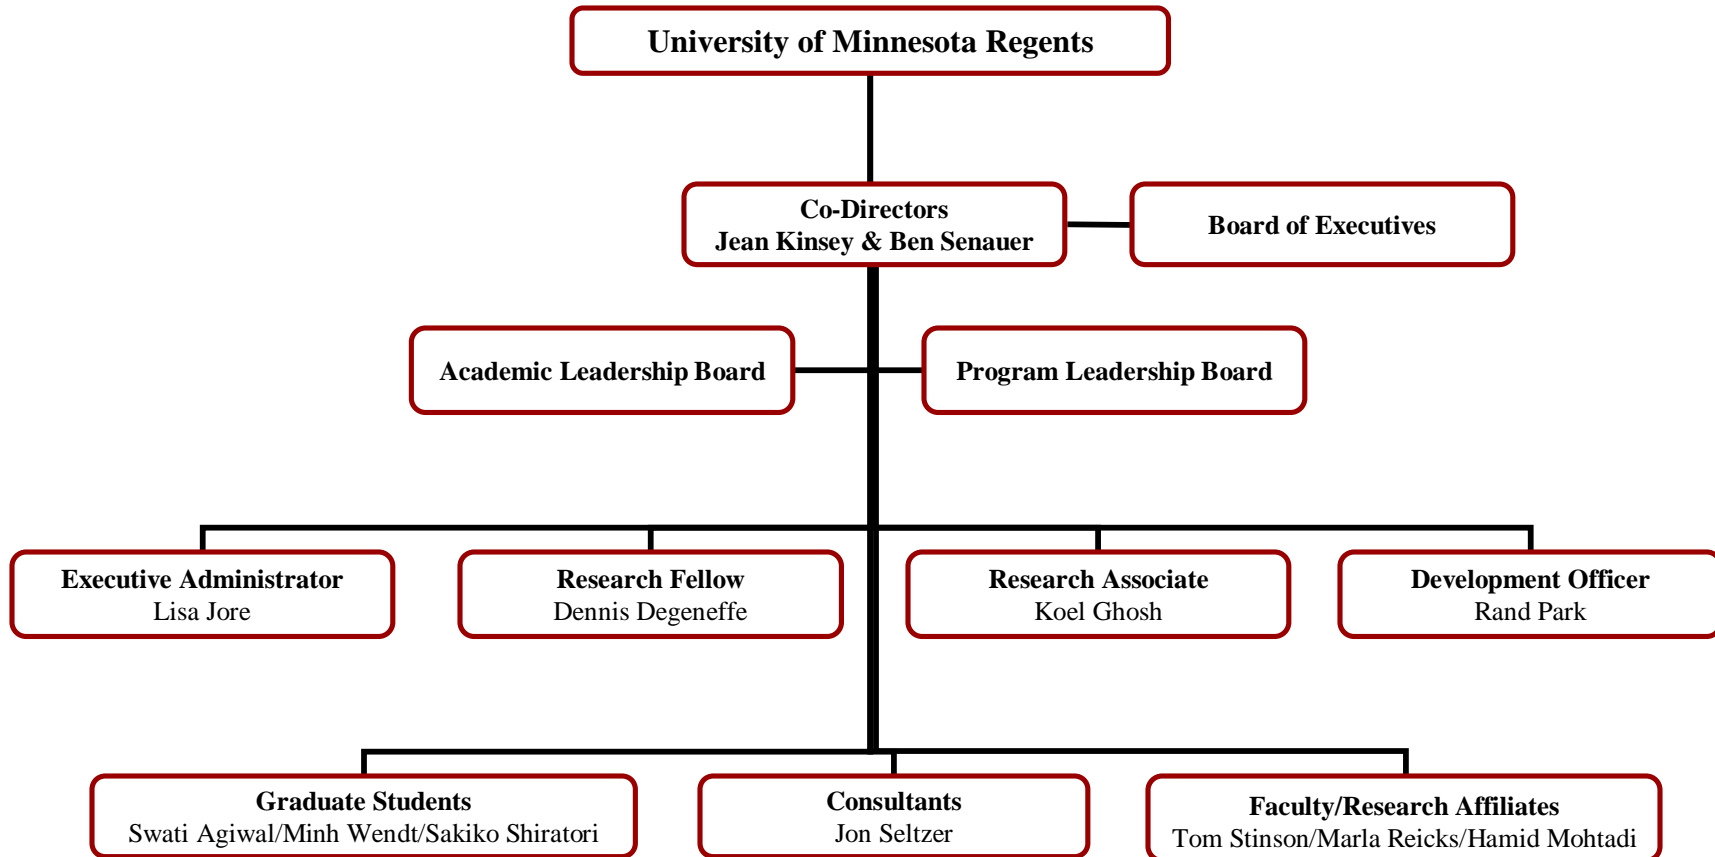 University of Minnesota Regents
Co-Directors
Jean Kinsey & Ben Senauer
Board of Executives
Academic Leadership Board
Program Leadership Board
Executive Administrator
Lisa Jore
Research Fellow
Dennis Degeneffe
Research Associate
Koel Ghosh
Development Officer
Rand Park
Graduate Students
Swati Agiwal/Minh Wendt/Sakiko Shiratori
Consultants
Jon Seltzer
Faculty/Research Affiliates
Tom Stinson/Marla Reicks/Hamid Mohtadi